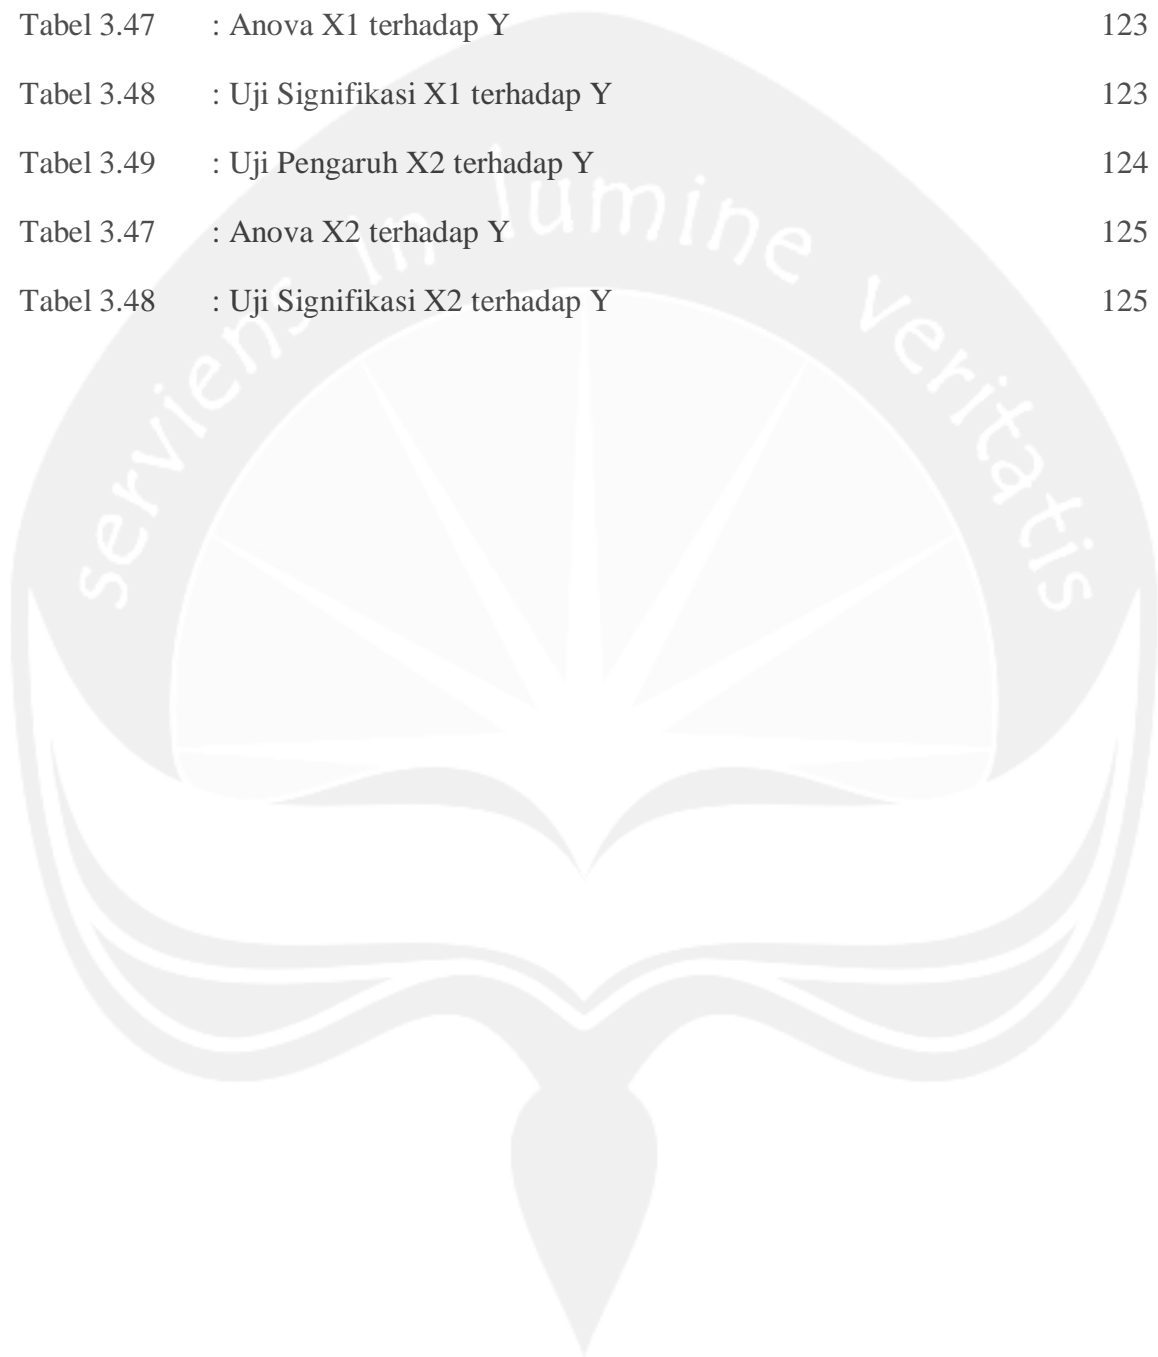 Tabel 3.47 : Anova X1 terhadap Y 123
Tabel 3.48 : Uji Signifikasi X1 terhadap Y 123
Tabel 3.49 : Uji Pengaruh X2 terhadap Y 124
Tabel 3.47 : Anova X2 terhadap Y 125
Tabel 3.48 : Uji Signifikasi X2 terhadap Y 125
serviens in lumine veritatis